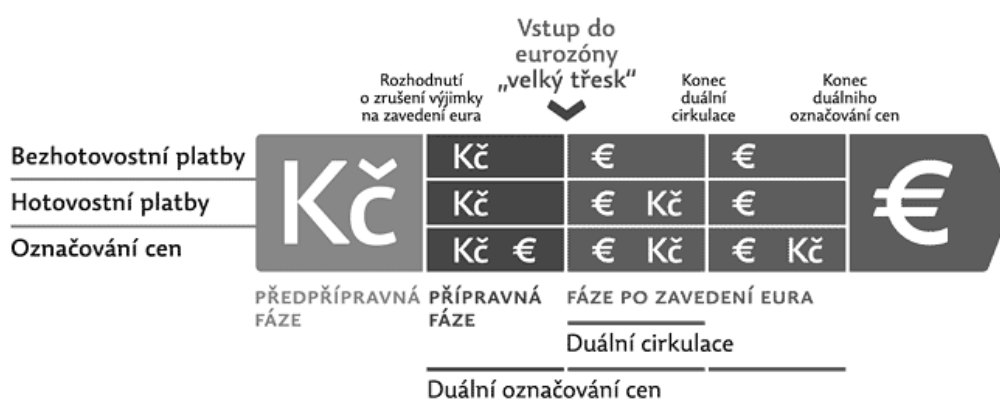 Vstup do
eurozóny
„velký třesk“
Rozhodnutí
o zrušení výjimky
na zavedení eura
Konec
duální
cirkulace
Konec
duálniho
označování cen
Bezhotovostní platby
Kč € €
Hotovostní platby
Kč € Kč €
Označování cen
Kč € € Kč € Kč
Kč
€
PŘEDPŘÍPRAVNÁ
FÁZE
PŘÍPRAVNÁ
FÁZE
FÁZE PO ZAVEDENÍ EURA
Duální cirkulace
Duální označování cen